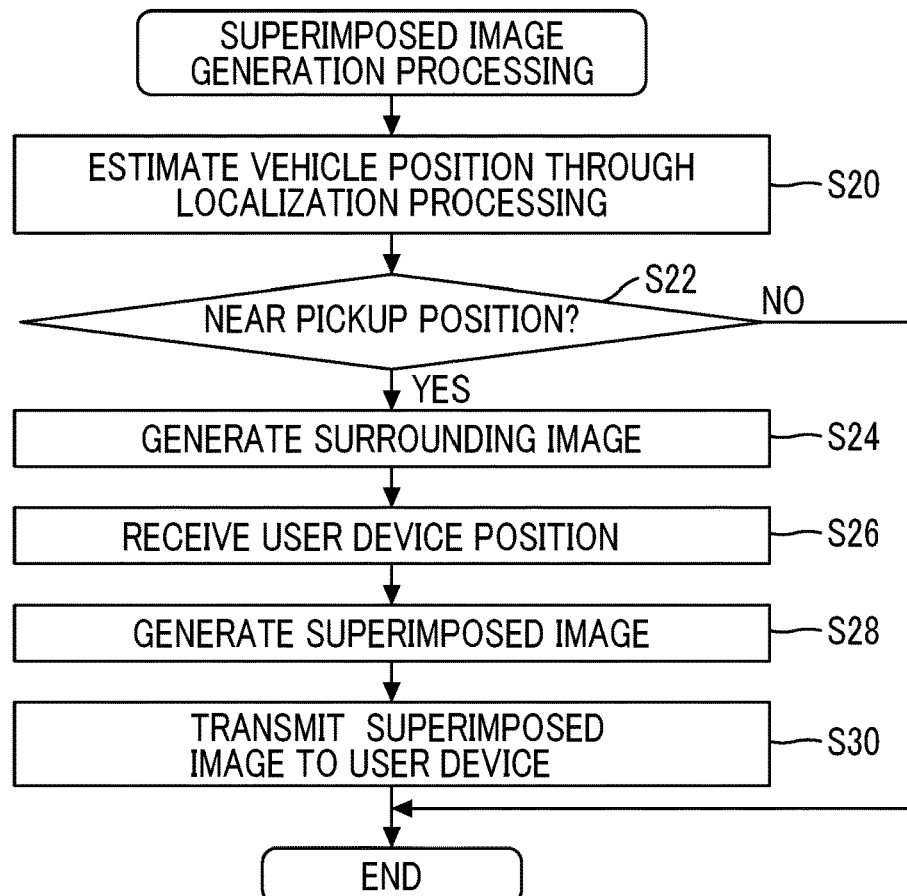 SUPERIMPOSED IMAGE
GENERATION PROCESSING
ESTIMATE VEHICLE POSITION THROUGH
LOCALIZATION PROCESSING
S20
S22
NEAR PICKUP POSITION?
NO
YES
GENERATE SURROUNDING IMAGE
S24
RECEIVE USER DEVICE POSITION
S26
GENERATE SUPERIMPOSED IMAGE
S28
TRANSMIT SUPERIMPOSED
IMAGE TO USER DEVICE
S30
END